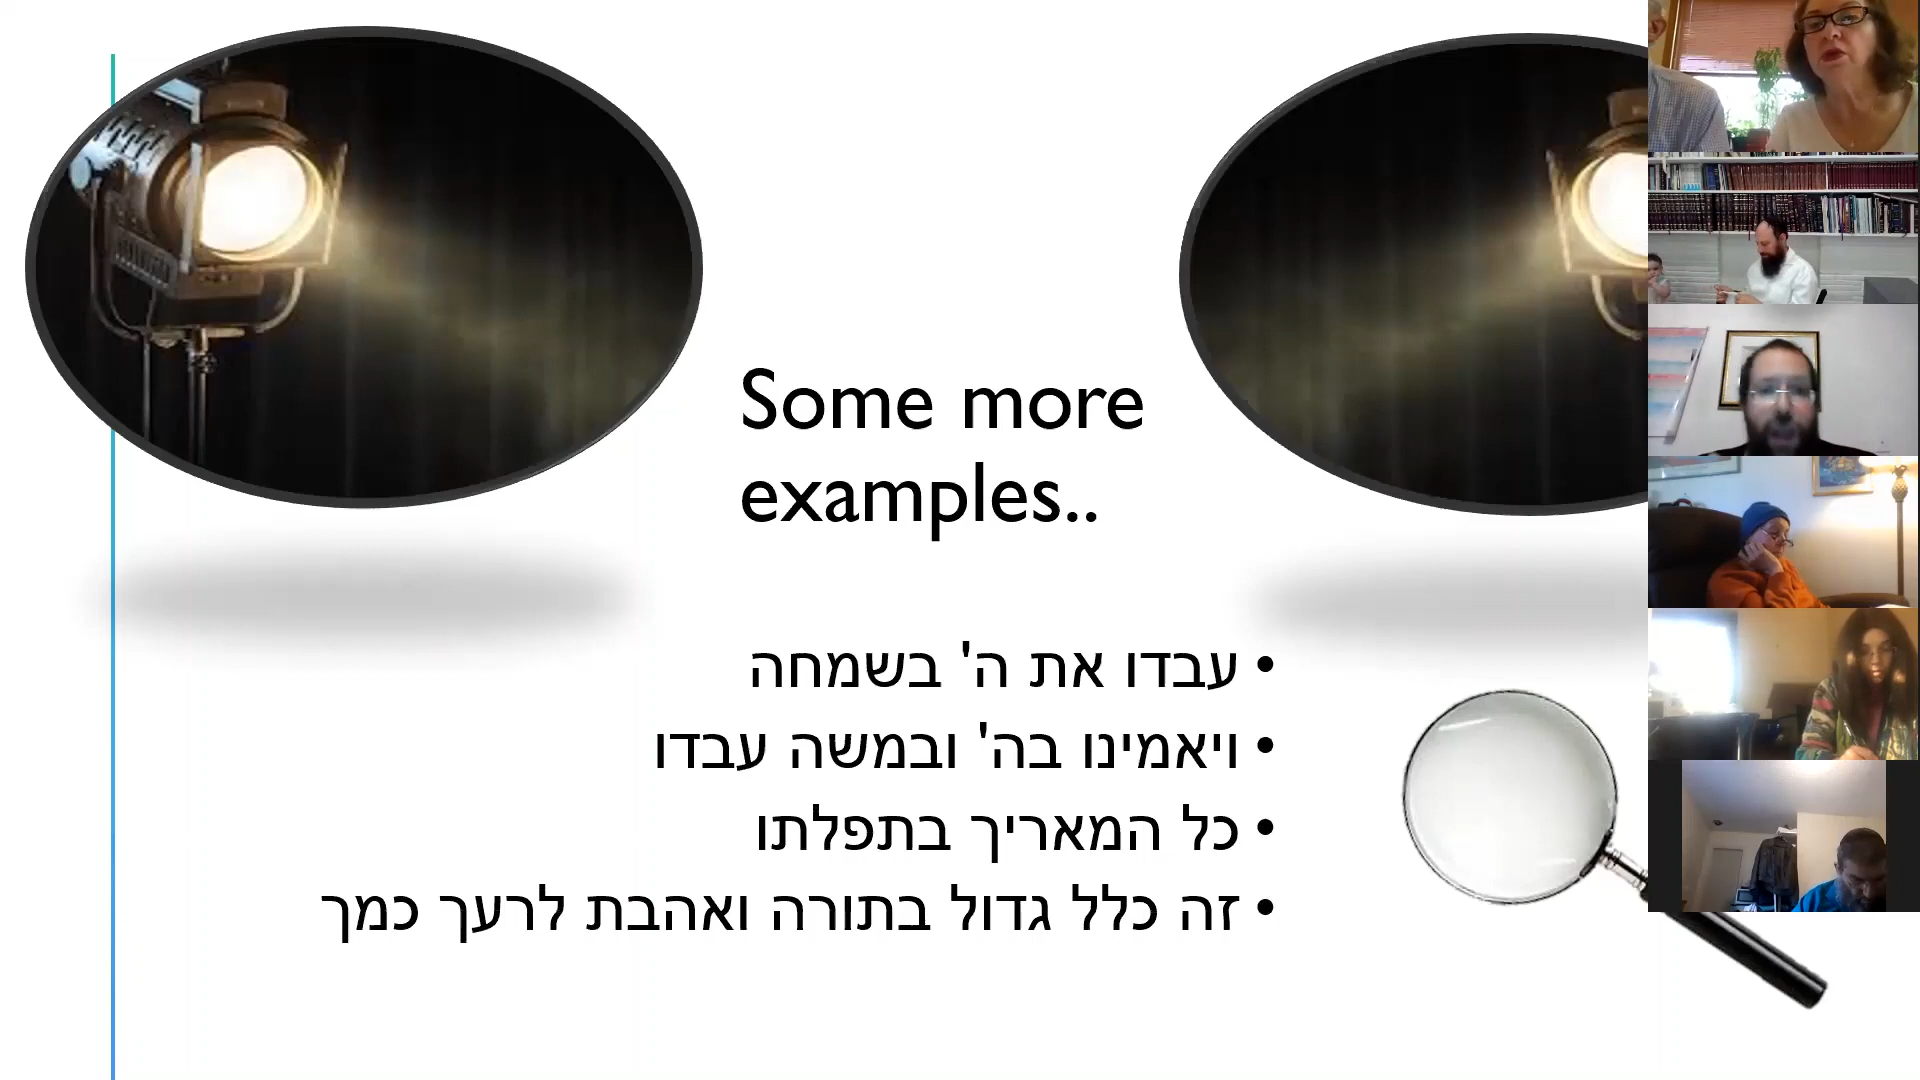 Some more
examples..
• עבדו את ה' בשמחה
• ויאמינו בה' ובמשה עבדו
• כל המאריך בתפלתו
• זה כלל גדול בתורה ואהבת לרעך כמך